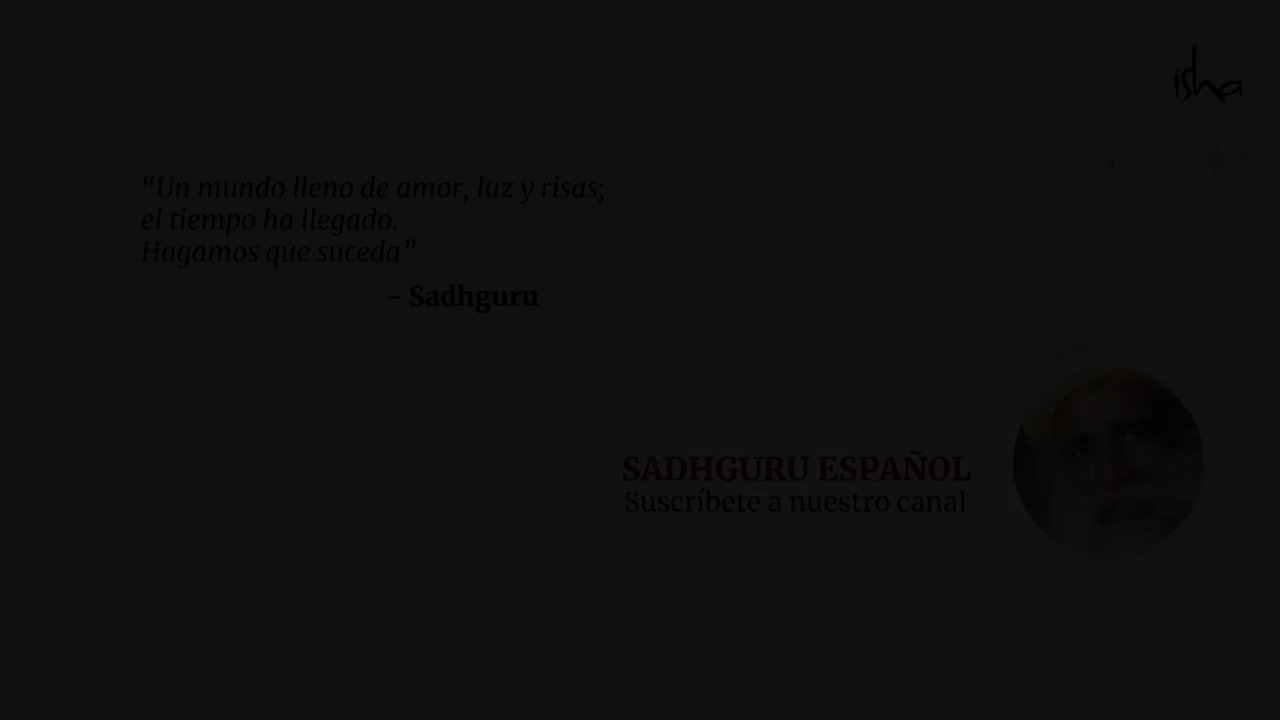 isha
“Un mundo lleno de amor, luz y risas;
el tiempo ha llegado.
Hagamos que suceda”
– Sadhguru
SADHGURU ESPAÑOL
Suscríbete a nuestro canal